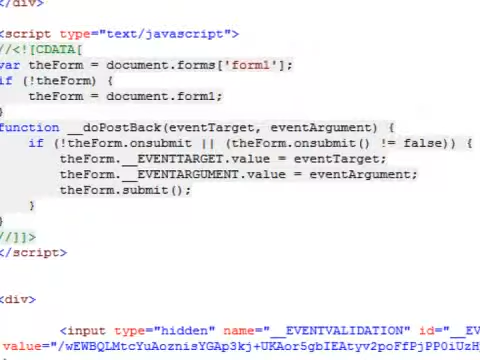 </div>
<script type="text/javascript">
//<![CDATA[
var theForm = document.forms['form1'];
if (!theForm) {
theForm = document.form1;
}
function __doPostBack(eventTarget, eventArgument) {
if (!theForm.onsubmit || (theForm.onsubmit() != false)) {
theForm.__EVENTTARGET.value = eventTarget;
theForm.__EVENTARGUMENT.value = eventArgument;
theForm.submit();
}
}
//]]>
</script>
<div>
<input type="hidden" name="__EVENTVALIDATION" id="__EV
value="/wEWBQLMtcYuAoznisYGAp3kj+UKAor5gbIEAtyv2poFfPjPP0iUzH